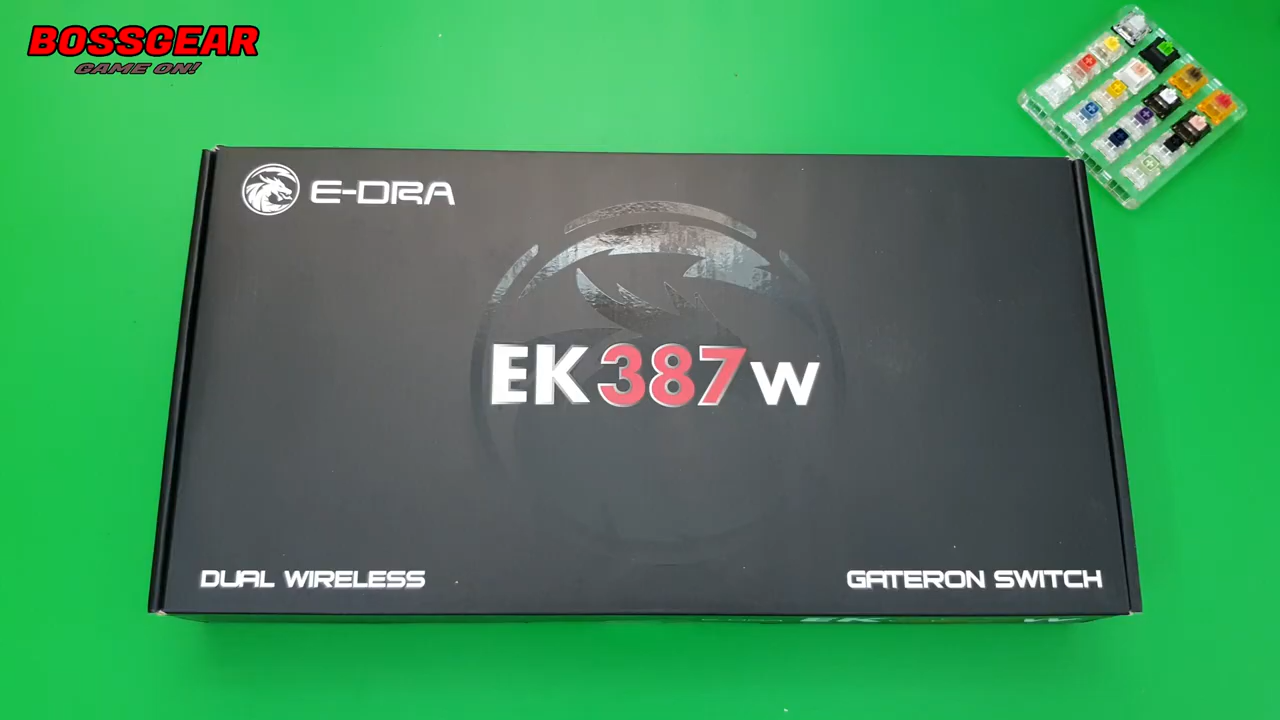 BOSSGEAR
GAME ON!
E-DRA
EK387W
DUAL WIRELESS
GATERON SWITCH